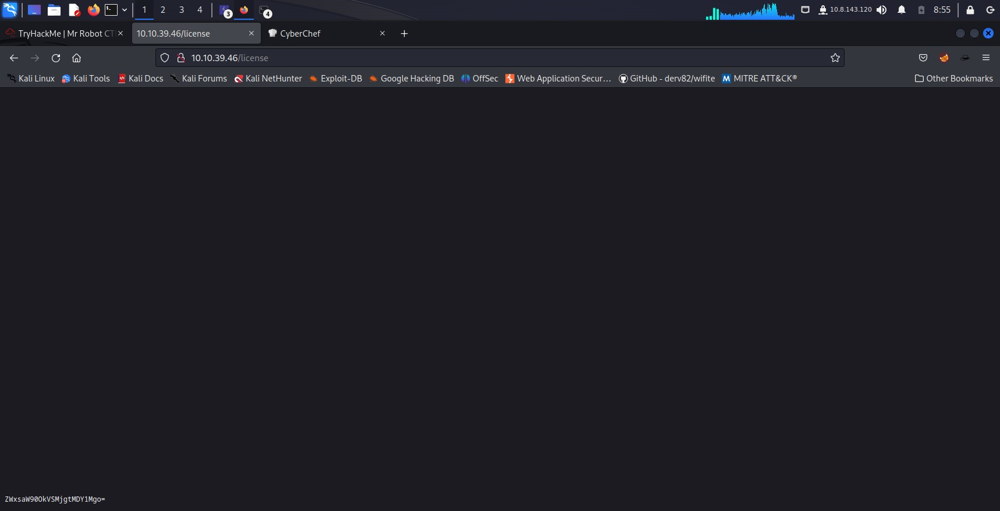 1 2 3 4 3 4 10.8.143.120 8:55
TryHackMe | Mr Robot CT 10.10.39.46/license CyberChef
10.10.39.46/license
Kali Linux Kali Tools Kali Docs Kali Forums Kali NetHunter Exploit-DB Google Hacking DB OffSec Web Application Secur… GitHub - derv82/wifite MITRE ATT&CK® Other Bookmarks
ZWxsaW90OkVSMjgtMDY1Mgo=